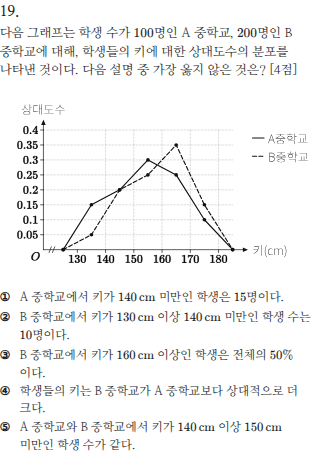 19.
다음 그래프는 학생 수가 100명인 A 중학교, 200명인 B
중학교에 대해, 학생들의 키에 대한 상대도수의 분포를
나타낸 것이다. 다음 설명 중 가장 옳지 않은 것은? [4점]
상대도수
0.4
0.35
0.3
0.25
0.2
0.15
0.1
0.05
O
130 140 150 160 170 180
키(cm)
A중학교
B중학교
① A 중학교에서 키가 140 cm 미만인 학생은 15명이다.
② B 중학교에서 키가 130 cm 이상 140 cm 미만인 학생 수는
10명이다.
③ B 중학교에서 키가 160 cm 이상인 학생은 전체의 50%
이다.
④ 학생들의 키는 B 중학교가 A 중학교보다 상대적으로 더
크다.
⑤ A 중학교와 B 중학교에서 키가 140 cm 이상 150 cm
미만인 학생 수가 같다.